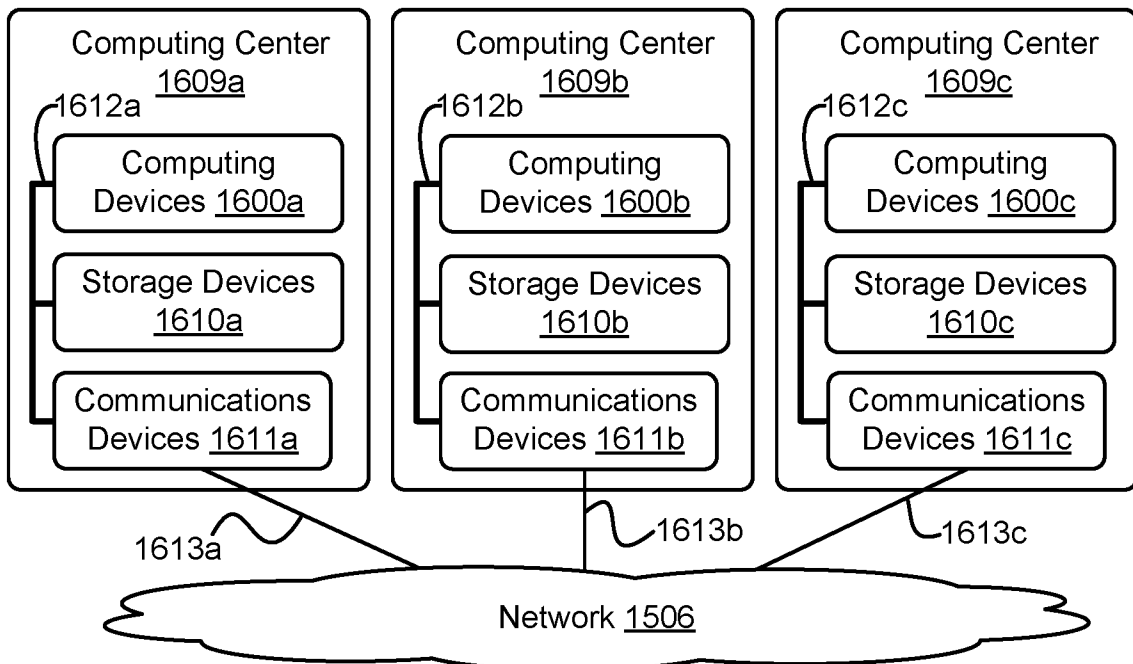 Computing Center
1609a
1612a
Computing
Devices 1600a
Storage Devices
1610a
Communications
Devices 1611a
1613a
Computing Center
1609b
1612b
Computing
Devices 1600b
Storage Devices
1610b
Communications
Devices 1611b
1613b
Computing Center
1609c
1612c
Computing
Devices 1600c
Storage Devices
1610c
Communications
Devices 1611c
1613c
Network 1506